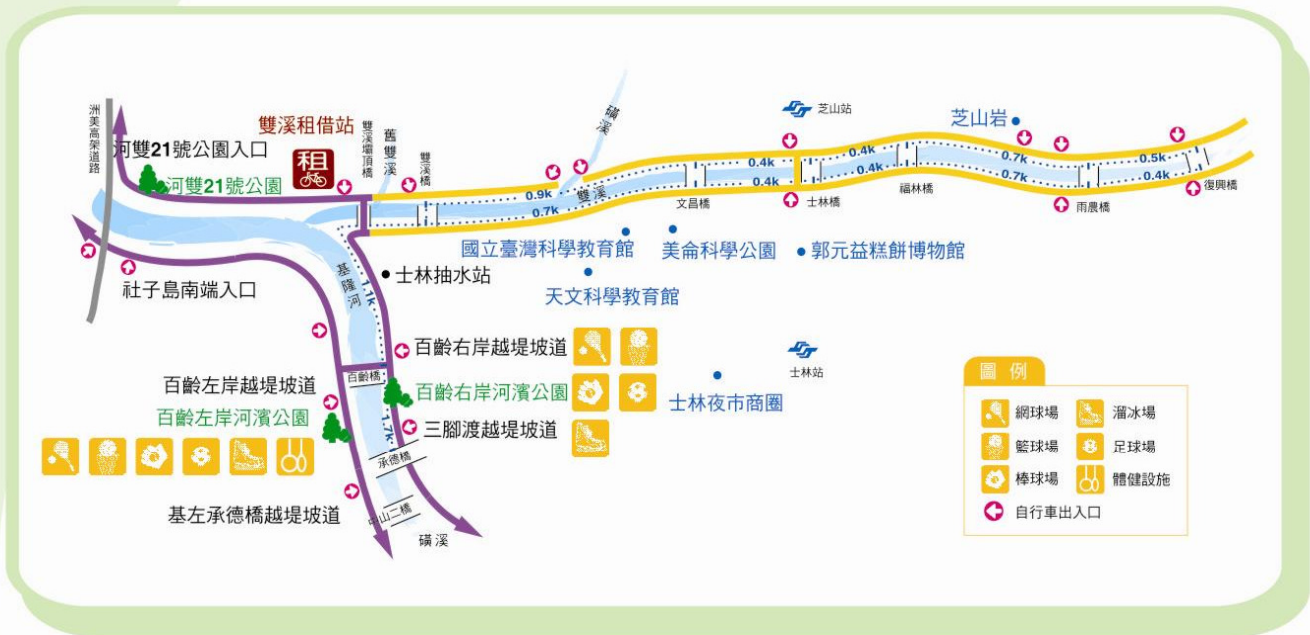 洲美高架道路
河雙21號公園入口
河雙21號公園
雙溪租借站
租
雙溪壩頂橋
舊雙溪
雙溪橋
磺溪
雙溪
0.9k
0.7k
文昌橋
0.4k
0.4k
芝山站
士林橋
0.4k
0.4k
福林橋
芝山岩
0.7k
0.7k
雨農橋
0.5k
0.4k
復興橋
國立臺灣科學教育館
美侖科學公園
郭元益糕餅博物館
天文科學教育館
社子島南端入口
基隆河
1.1k
士林抽水站
百齡右岸越堤坡道
百齡橋
百齡左岸越堤坡道
百齡右岸河濱公園
百齡左岸河濱公園
1.7k
三腳渡越堤坡道
承德橋
基左承德橋越堤坡道
中山二橋
磺溪
士林站
士林夜市商圈
圖例
網球場
溜冰場
籃球場
足球場
棒球場
體健設施
自行車出入口